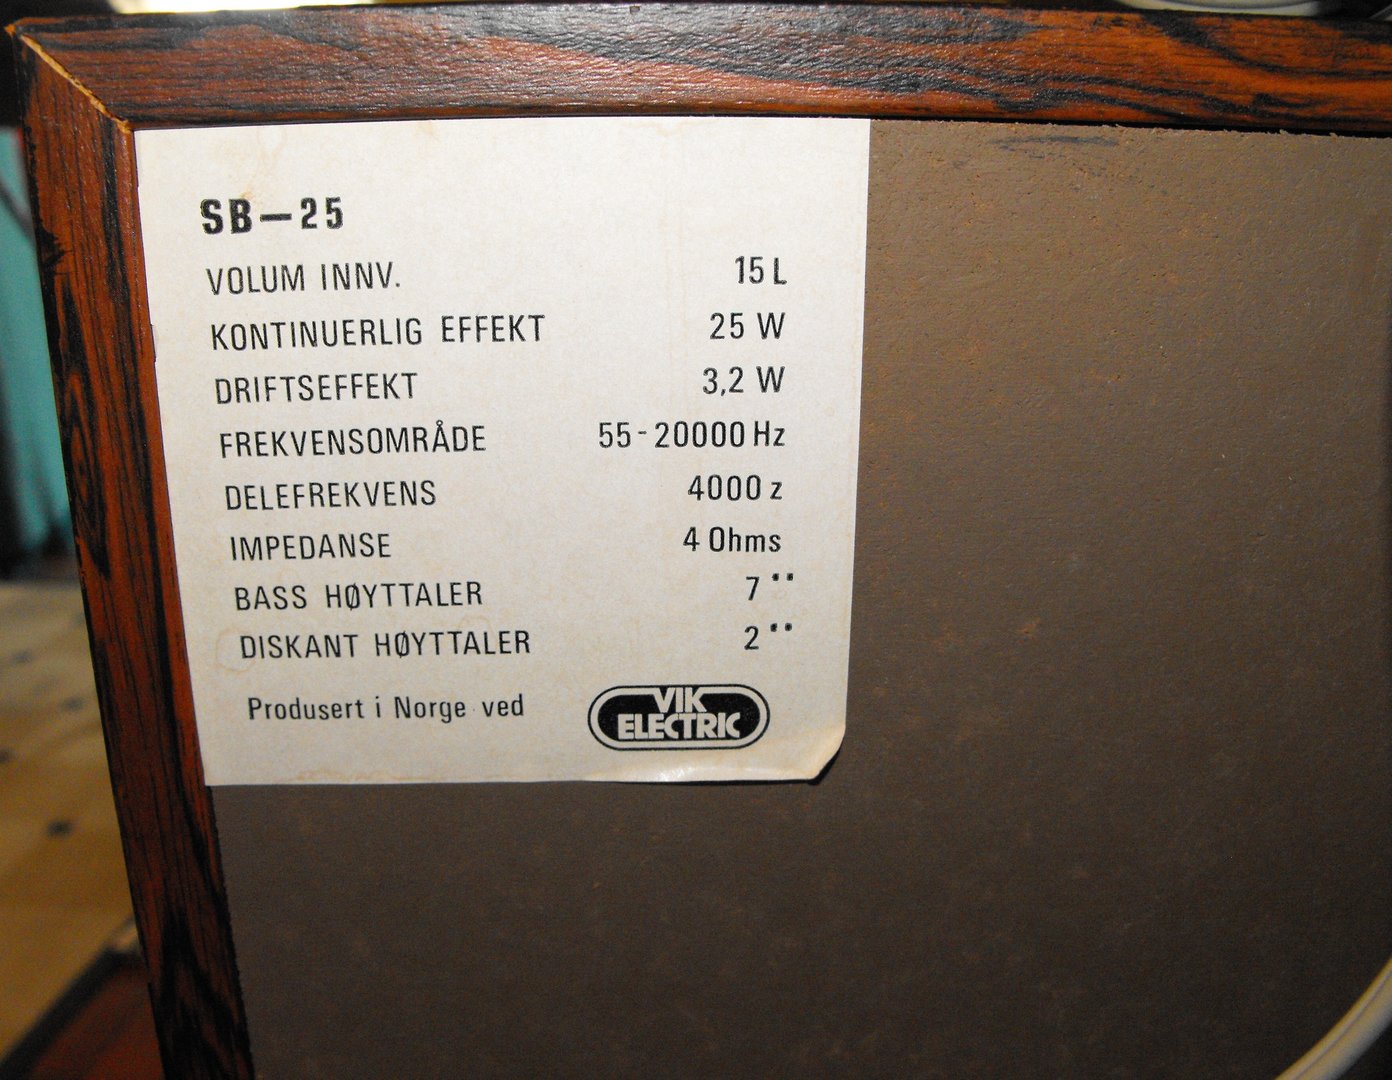 SB—25
VOLUM INNV. 15 L
KONTINUERLIG EFFEKT 25 W
DRIFTSEFFEKT 3,2 W
FREKVENSOMRÅDE 55-20000 Hz
DELEFREKVENS 4000 z
IMPEDANSE 4 Ohms
BASS HØYTTALER 7"
DISKANT HØYTTALER 2"
Produsert i Norge ved
VIK
ELECTRIC